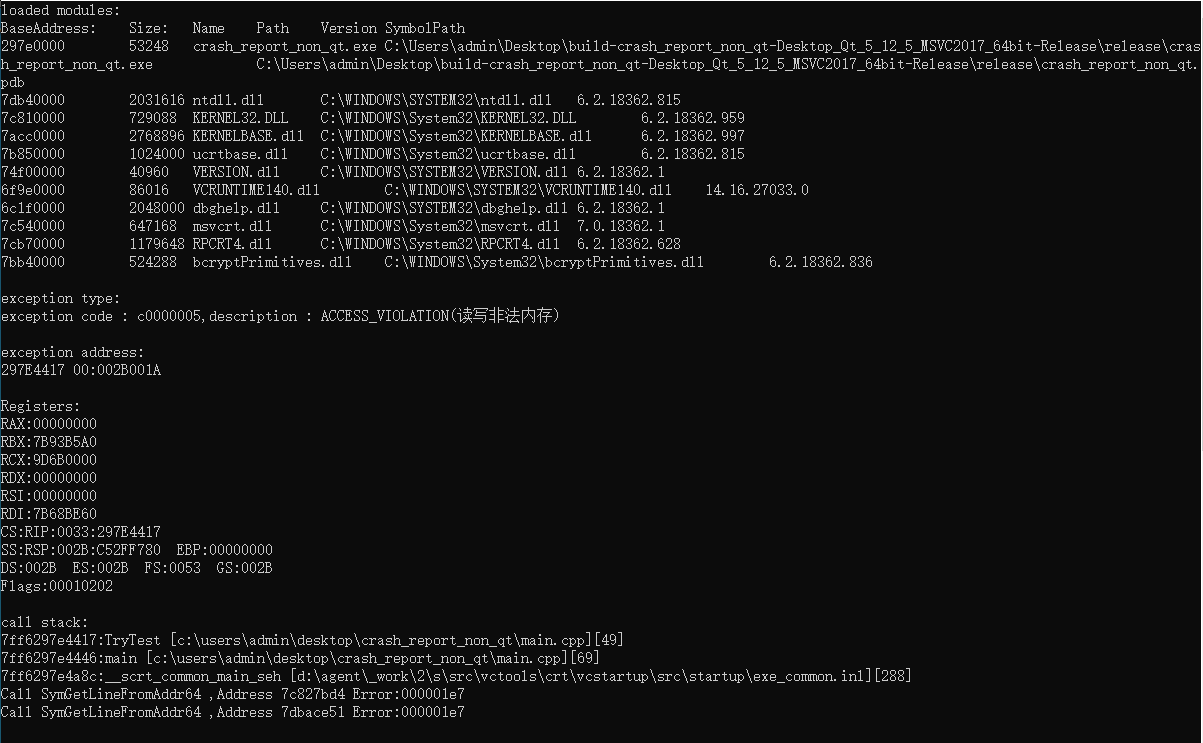 loaded modules:
BaseAddress: Size: Name Path Version SymbolPath
297e0000 53248 crash_report_non_qt.exe C:\Users\admin\Desktop\build-crash_report_non_qt-Desktop_Qt_5_12_5_MSVC2017_64bit-Release\release\cras
h_report_non_qt.exe C:\Users\admin\Desktop\build-crash_report_non_qt-Desktop_Qt_5_12_5_MSVC2017_64bit-Release\release\crash_report_non_qt.
pdb
7db40000 2031616 ntdll.dll C:\WINDOWS\SYSTEM32\ntdll.dll 6.2.18362.815
7c810000 729088 KERNEL32.DLL C:\WINDOWS\System32\KERNEL32.DLL 6.2.18362.959
7acc0000 2768896 KERNELBASE.dll C:\WINDOWS\System32\KERNELBASE.dll 6.2.18362.997
7b850000 1024000 ucrtbase.dll C:\WINDOWS\System32\ucrtbase.dll 6.2.18362.815
74f00000 40960 VERSION.dll C:\WINDOWS\SYSTEM32\VERSION.dll 6.2.18362.1
6f9e0000 86016 VCRUNTIME140.dll C:\WINDOWS\SYSTEM32\VCRUNTIME140.dll 14.16.27033.0
6c1f0000 2048000 dbghelp.dll C:\WINDOWS\SYSTEM32\dbghelp.dll 6.2.18362.1
7c540000 647168 msvcrt.dll C:\WINDOWS\System32\msvcrt.dll 7.0.18362.1
7cb70000 1179648 RPCRT4.dll C:\WINDOWS\System32\RPCRT4.dll 6.2.18362.628
7bb40000 524288 bcryptPrimitives.dll C:\WINDOWS\System32\bcryptPrimitives.dll 6.2.18362.836
exception type:
exception code : c0000005,description : ACCESS_VIOLATION(读写非法内存)
exception address:
297E4417 00:002B001A
Registers:
RAX:00000000
RBX:7B93B5A0
RCX:9D6B0000
RDX:00000000
RSI:00000000
RDI:7B68BE60
CS:RIP:0033:297E4417
SS:RSP:002B:C52FF780 EBP:00000000
DS:002B ES:002B FS:0053 GS:002B
Flags:00010202
call stack:
7ff6297e4417:TryTest [c:\users\admin\desktop\crash_report_non_qt\main.cpp][49]
7ff6297e4446:main [c:\users\admin\desktop\crash_report_non_qt\main.cpp][69]
7ff6297e4a8c:__scrt_common_main_seh [d:\agent\_work\2\s\src\vctools\crt\vcstartup\src\startup\exe_common.inl][288]
Call SymGetLineFromAddr64 ,Address 7c827bd4 Error:000001e7
Call SymGetLineFromAddr64 ,Address 7dbace51 Error:000001e7